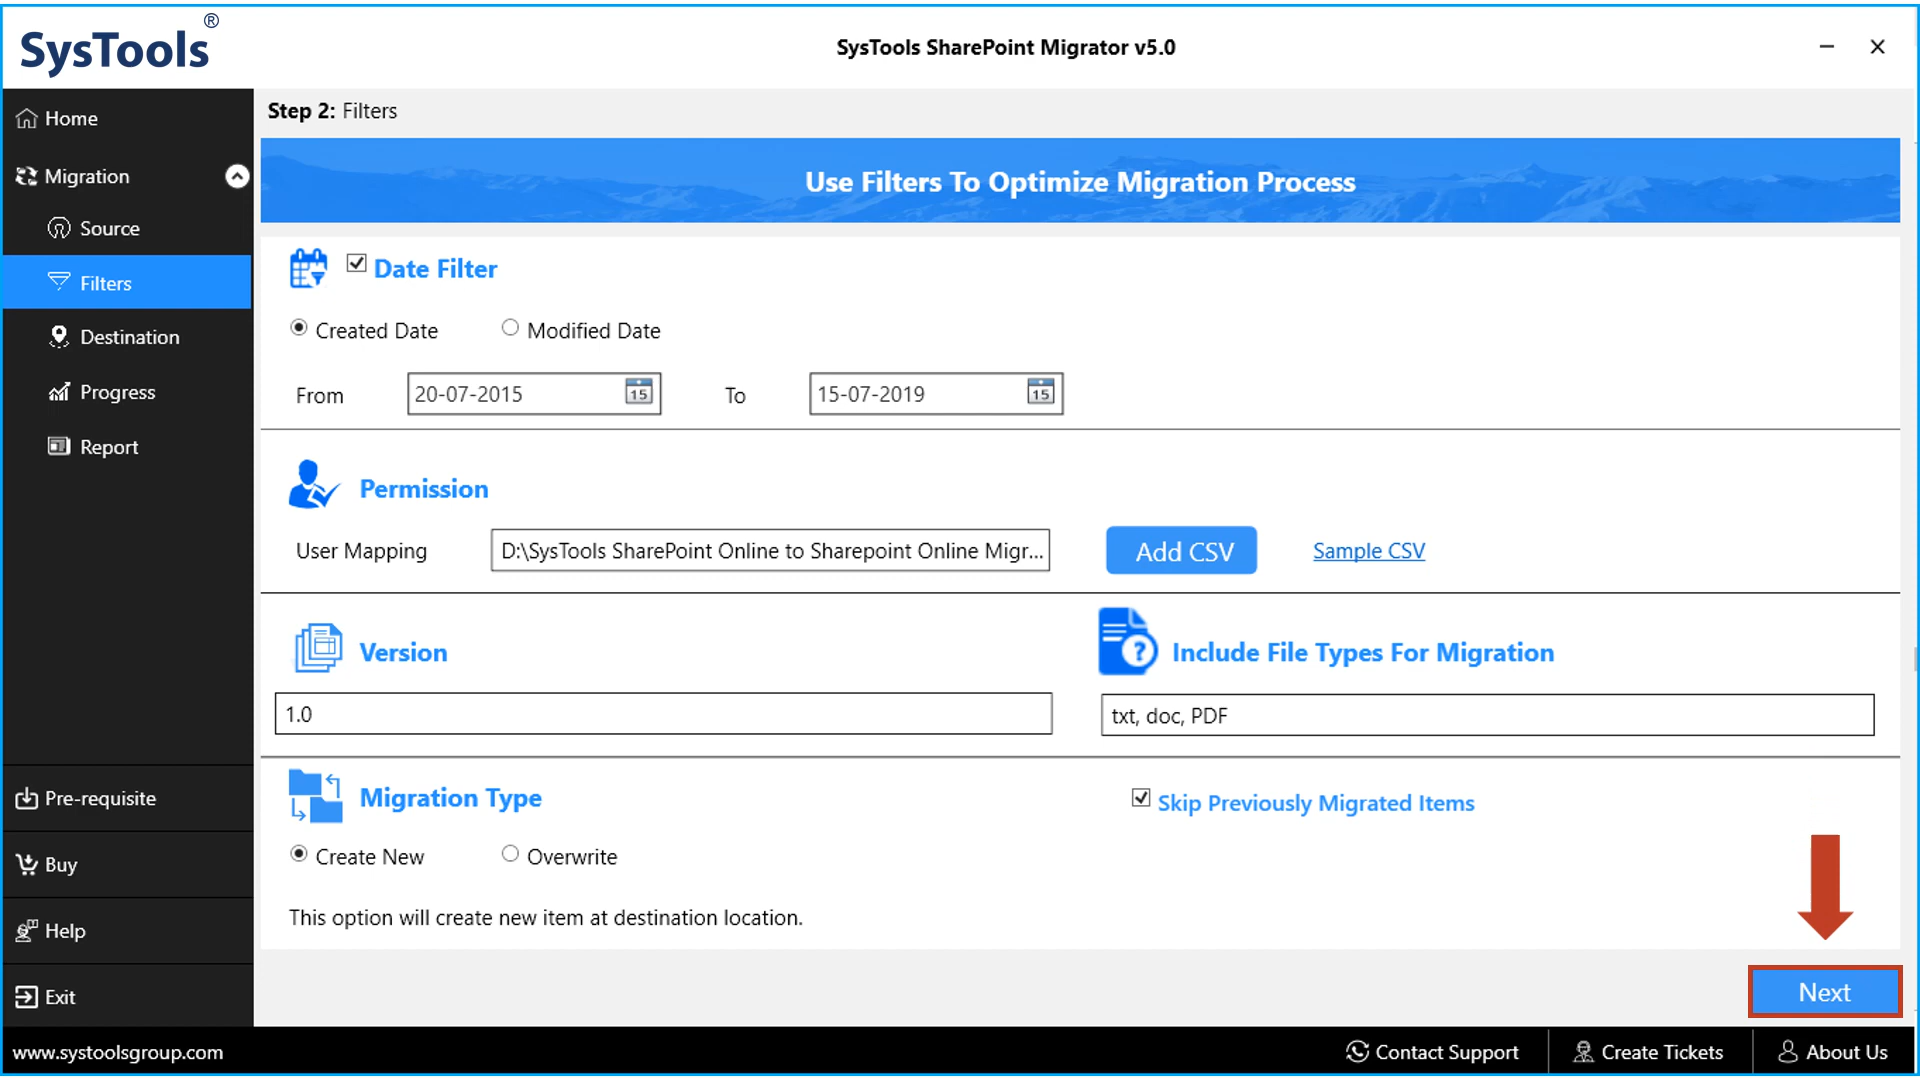 SysTools®
SysTools SharePoint Migrator v5.0
Home
Migration
Source
Filters
Destination
Progress
Report
Pre-requisite
Buy
Help
Exit
Step 2: Filters
Use Filters To Optimize Migration Process
Date Filter
Created Date Modified Date
From 20-07-2015 15 To 15-07-2019 15
Permission
User Mapping D:\SysTools SharePoint Online to Sharepoint Online Migr... Add CSV Sample CSV
Version
1.0
? Include File Types For Migration
txt, doc, PDF
Migration Type
Skip Previously Migrated Items
Create New Overwrite
This option will create new item at destination location.
Next
www.systoolsgroup.com Contact Support Create Tickets About Us